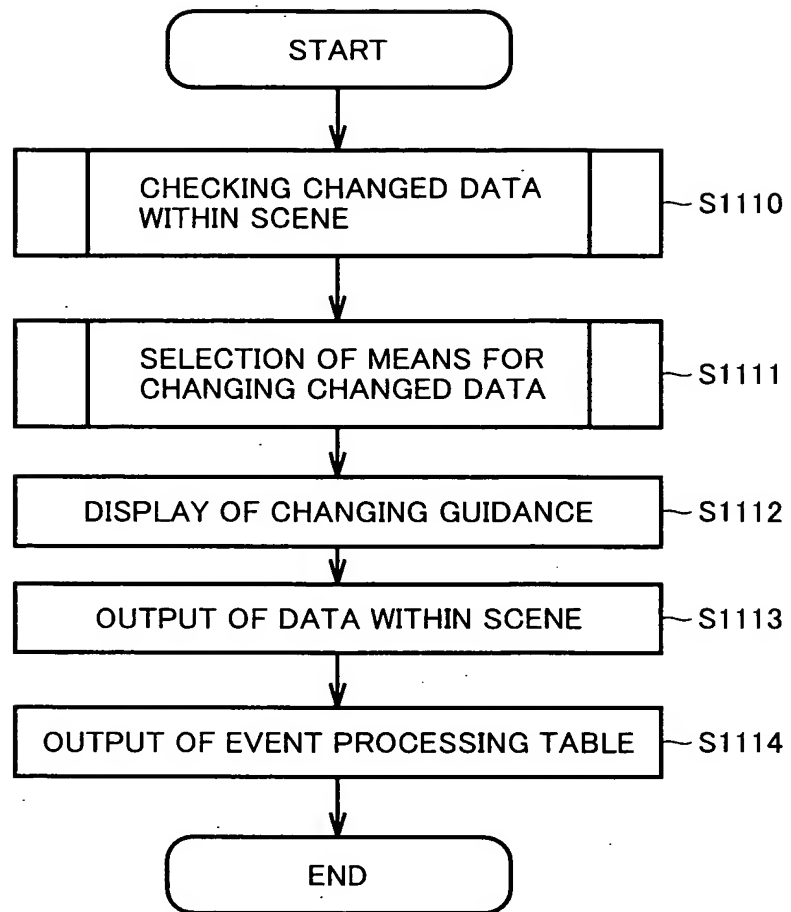 START
CHECKING CHANGED DATA
WITHIN SCENE
S1110
SELECTION OF MEANS FOR
CHANGING CHANGED DATA
S1111
DISPLAY OF CHANGING GUIDANCE
S1112
OUTPUT OF DATA WITHIN SCENE
S1113
OUTPUT OF EVENT PROCESSING TABLE
S1114
END